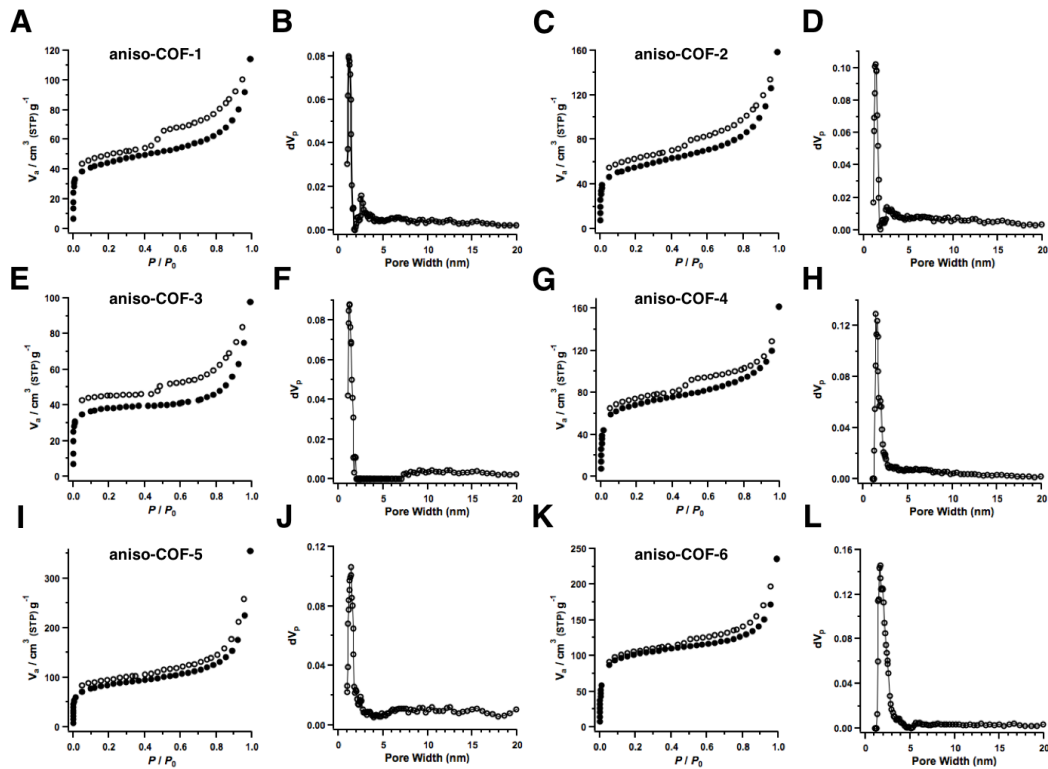 A
aniso-COF-1
Va / cm3 (STP) g-1
120
100
80
60
40
20
0
0.0 0.2 0.4 0.6 0.8 1.0
P / P0
B
dVp
0.08
0.06
0.04
0.02
0.00
0 5 10 15 20
Pore Width (nm)
C
aniso-COF-2
Va / cm3 (STP) g-1
160
120
80
40
0
0.0 0.2 0.4 0.6 0.8 1.0
P / P0
D
dVp
0.10
0.08
0.06
0.04
0.02
0.00
0 5 10 15 20
Pore Width (nm)
E
aniso-COF-3
Va / cm3 (STP) g-1
100
80
60
40
20
0
0.0 0.2 0.4 0.6 0.8 1.0
P / P0
F
dVp
0.08
0.06
0.04
0.02
0.00
0 5 10 15 20
Pore Width (nm)
G
aniso-COF-4
Va / cm3 (STP) g-1
160
120
80
40
0
0.0 0.2 0.4 0.6 0.8 1.0
P / P0
H
dVp
0.12
0.08
0.04
0.00
0 5 10 15 20
Pore Width (nm)
I
aniso-COF-5
Va / cm3 (STP) g-1
300
200
100
0
0.0 0.2 0.4 0.6 0.8 1.0
P / P0
J
dVp
0.12
0.08
0.04
0.00
0 5 10 15 20
Pore Width (nm)
K
aniso-COF-6
Va / cm3 (STP) g-1
250
200
150
100
50
0
0.0 0.2 0.4 0.6 0.8 1.0
P / P0
L
dVp
0.16
0.12
0.08
0.04
0.00
0 5 10 15 20
Pore Width (nm)